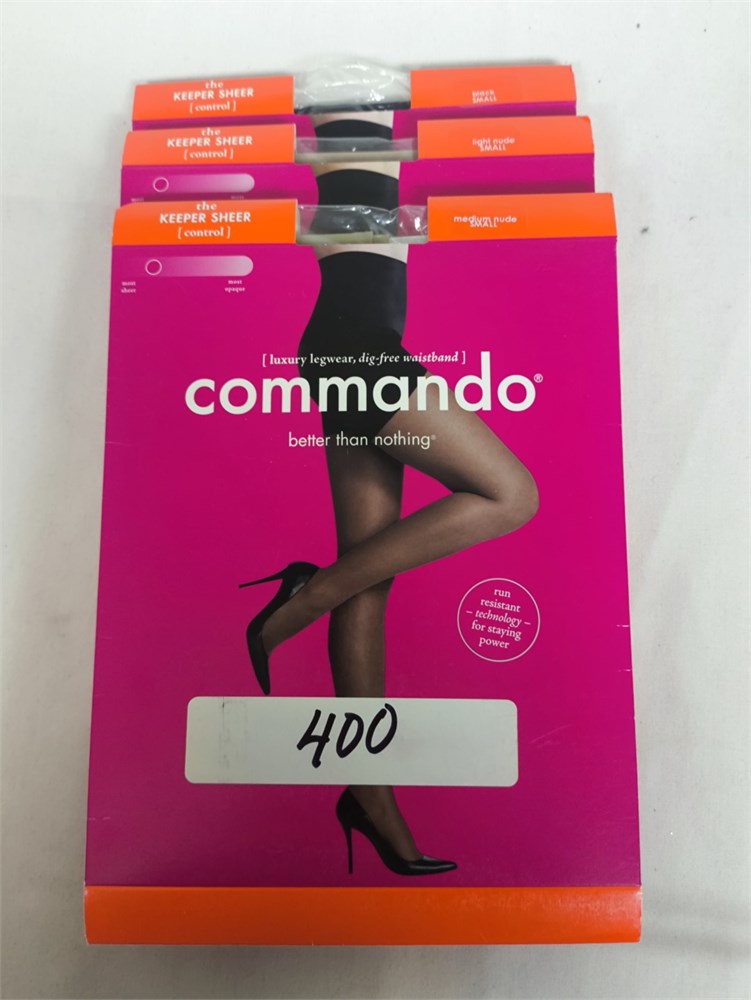 the
KEEPER SHEER
[ control ]
black
SMALL
the
KEEPER SHEER
[ control ]
light nude
SMALL
the
KEEPER SHEER
[ control ]
medium nude
SMALL
most
sheer
most
opaque
[ luxury legwear, dig-free waistband ]
commando®
better than nothing®
run
resistant
– technology –
for staying
power
400